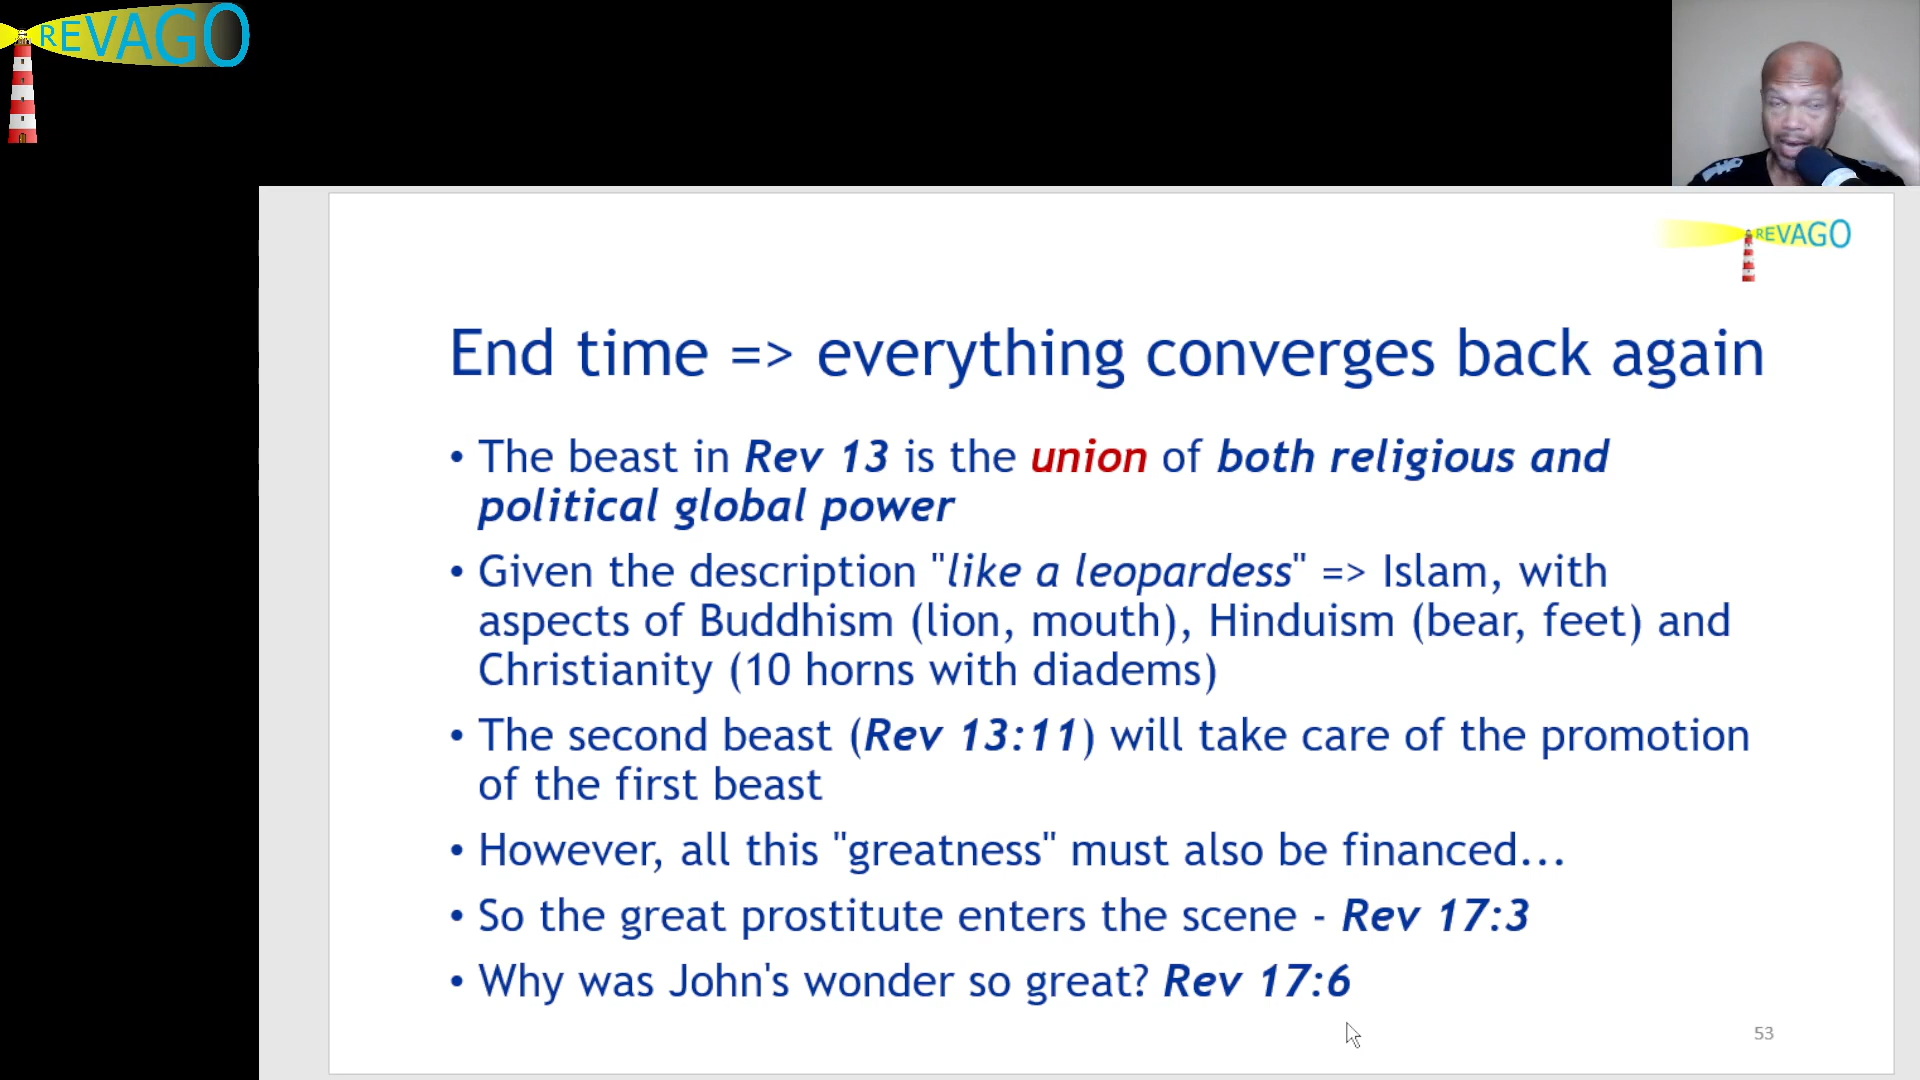 REVAGO
REVAGO
End time => everything converges back again
• The beast in Rev 13 is the union of both religious and
political global power
• Given the description "like a leopardess" => Islam, with
aspects of Buddhism (lion, mouth), Hinduism (bear, feet) and
Christianity (10 horns with diadems)
• The second beast (Rev 13:11) will take care of the promotion
of the first beast
• However, all this "greatness" must also be financed...
• So the great prostitute enters the scene - Rev 17:3
• Why was John's wonder so great? Rev 17:6
53